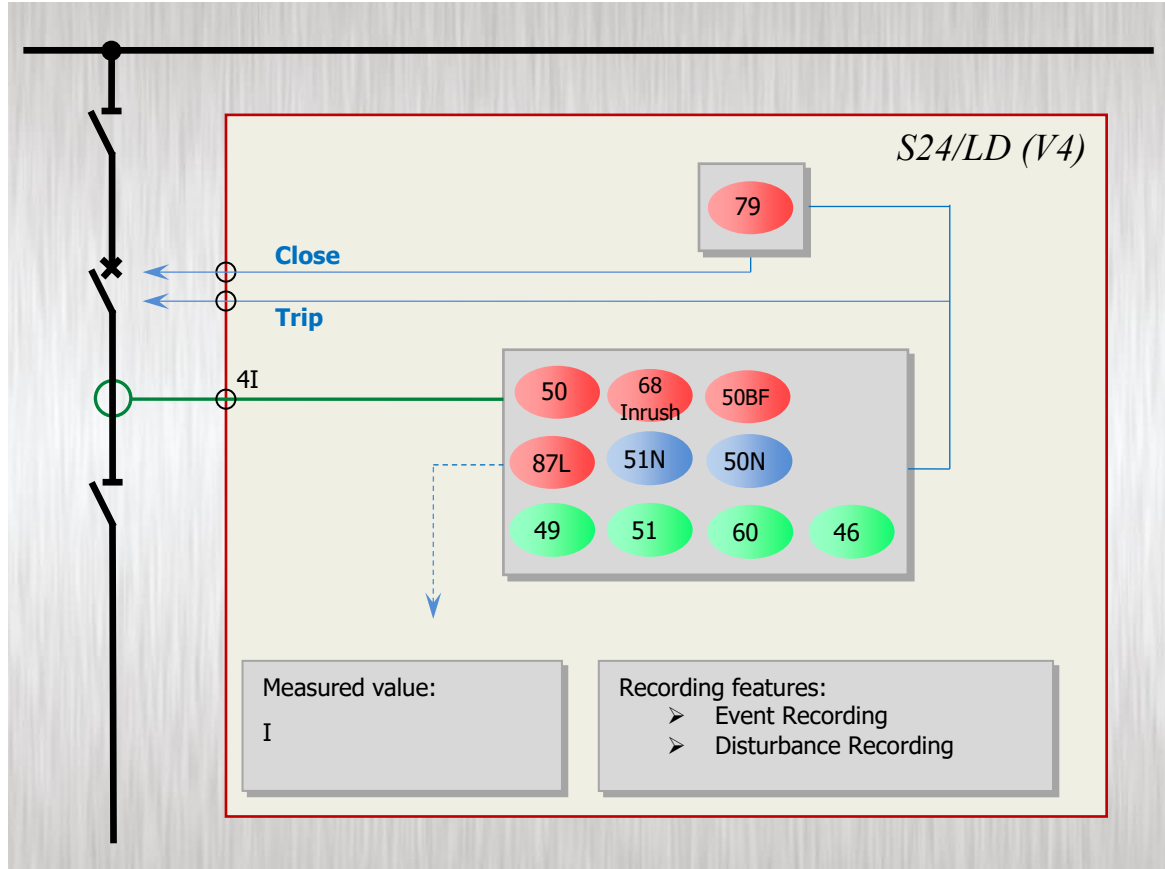 S24/LD (V4)
79
Close
Trip
4I
50
68
Inrush
50BF
87L
51N
50N
49
51
60
46
Measured value:
I
Recording features:
➢ Event Recording
➢ Disturbance Recording